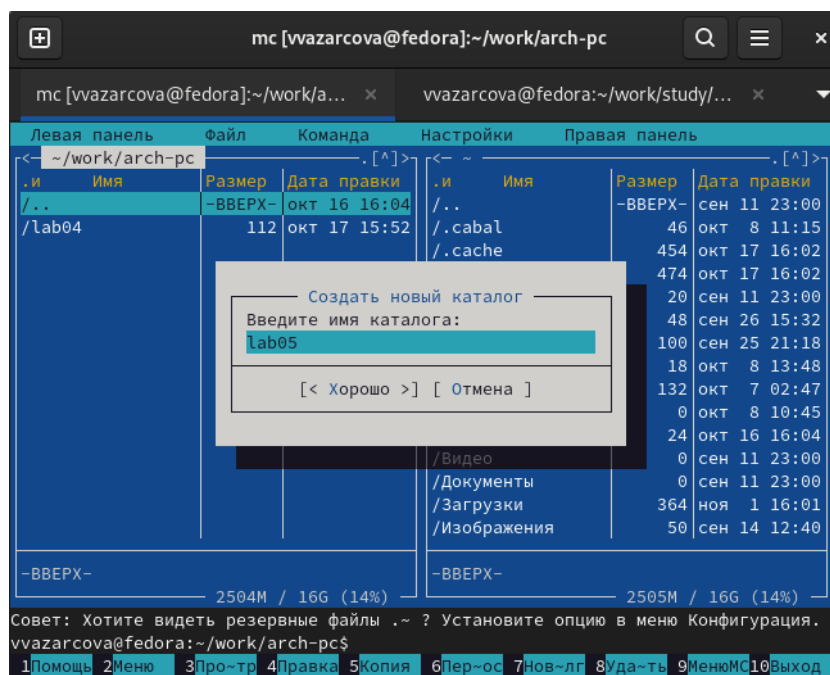 mc [vvazarcova@fedora]:~/work/arch-pc
mc [vvazarcova@fedora]:~/work/a... × vvazarcova@fedora:~/work/stu/... ×
Левая панель Файл Команда Настройки Правая панель
<— ~/work/arch-pc .[^]> <— ~ .[^]>
.и Имя Размер Дата правки .и Имя Размер Дата правки
/.. -ВВЕРХ- окт 16 16:04 /.. -ВВЕРХ- сен 11 23:00
/lab04 112 окт 17 15:52 /.cabal 46 окт 8 11:15
/.cache 454 окт 17 16:02
474 окт 17 16:02
Создать новый каталог 20 сен 11 23:00
Введите имя каталога: 48 сен 26 15:32
lab05 100 сен 25 21:18
18 окт 8 13:48
[< Хорошо >] [ Отмена ] 132 окт 7 02:47
0 окт 8 10:45
24 окт 16 16:04
/Видео 0 сен 11 23:00
/Документы 0 сен 11 23:00
/Загрузки 364 ноя 1 16:01
/Изображения 50 сен 14 12:40
-ВВЕРХ- -ВВЕРХ-
2504M / 16G (14%) 2505M / 16G (14%)
Совет: Хотите видеть резервные файлы .~ ? Установите опцию в меню Конфигурация.
vvazarcova@fedora:~/work/arch-pc$
1Помощь 2Меню 3Про~тр 4Правка 5Копия 6Пер~ос 7Нов~лг 8Уда~ть 9МенюMC 10Выход